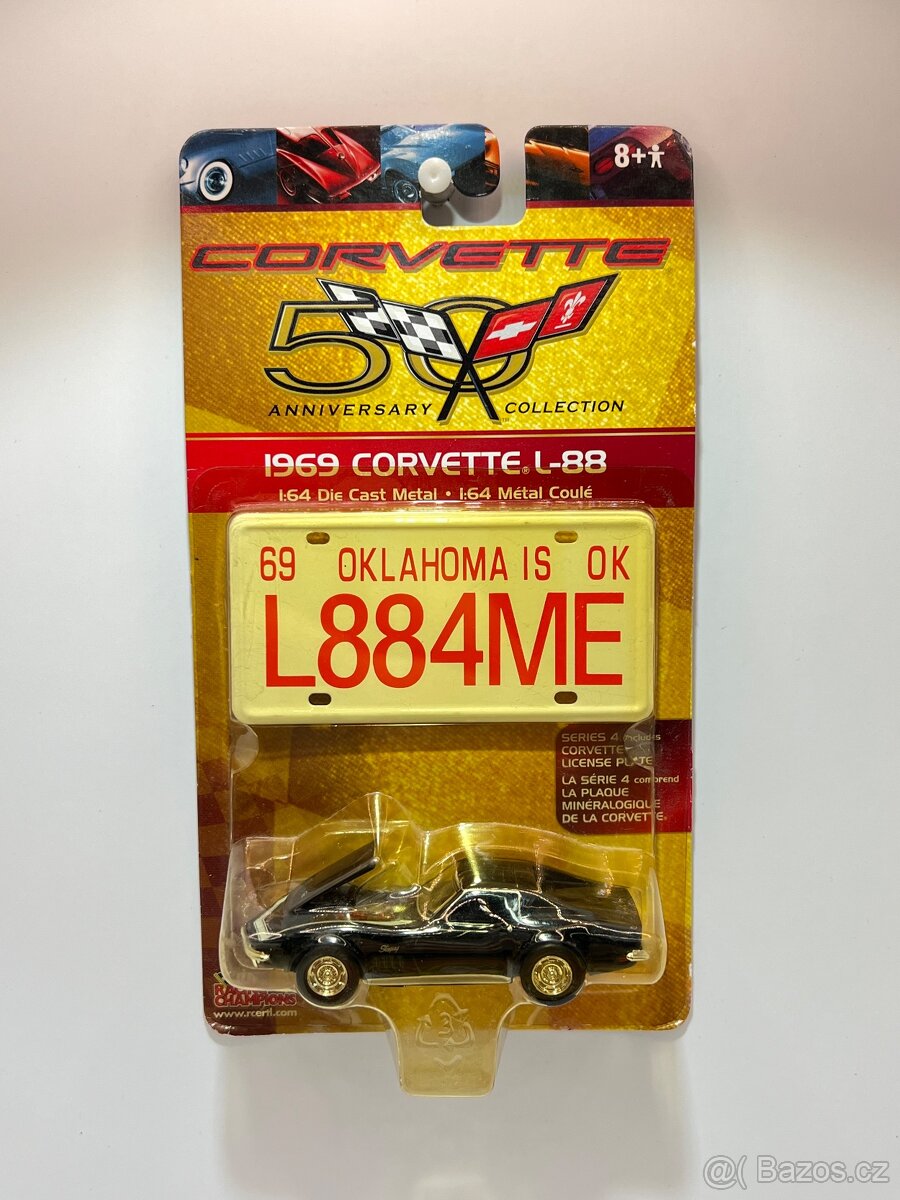 8+
CORVETTE
50
ANNIVERSARY COLLECTION
1969 CORVETTE® L-88
1:64 Die Cast Metal • 1:64 Métal Coulé
69 OKLAHOMA IS OK
L884ME
SERIES 4 includes
CORVETTE
LICENSE PLATE
LA SÉRIE 4 comprend
LA PLAQUE
MINÉRALOGIQUE
DE LA CORVETTE®
Stingray
CHAMPIONS
www.rcertl.com
3
@( Bazos.cz